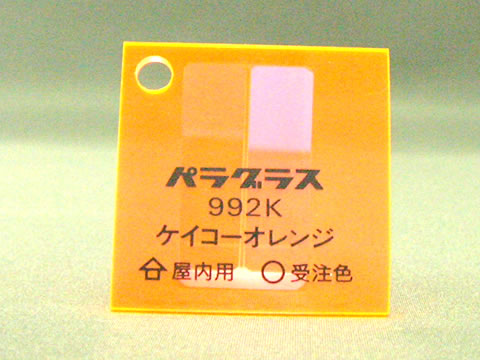 パラグラス
992K
ケイコーオレンジ
屋内用 ○受注色